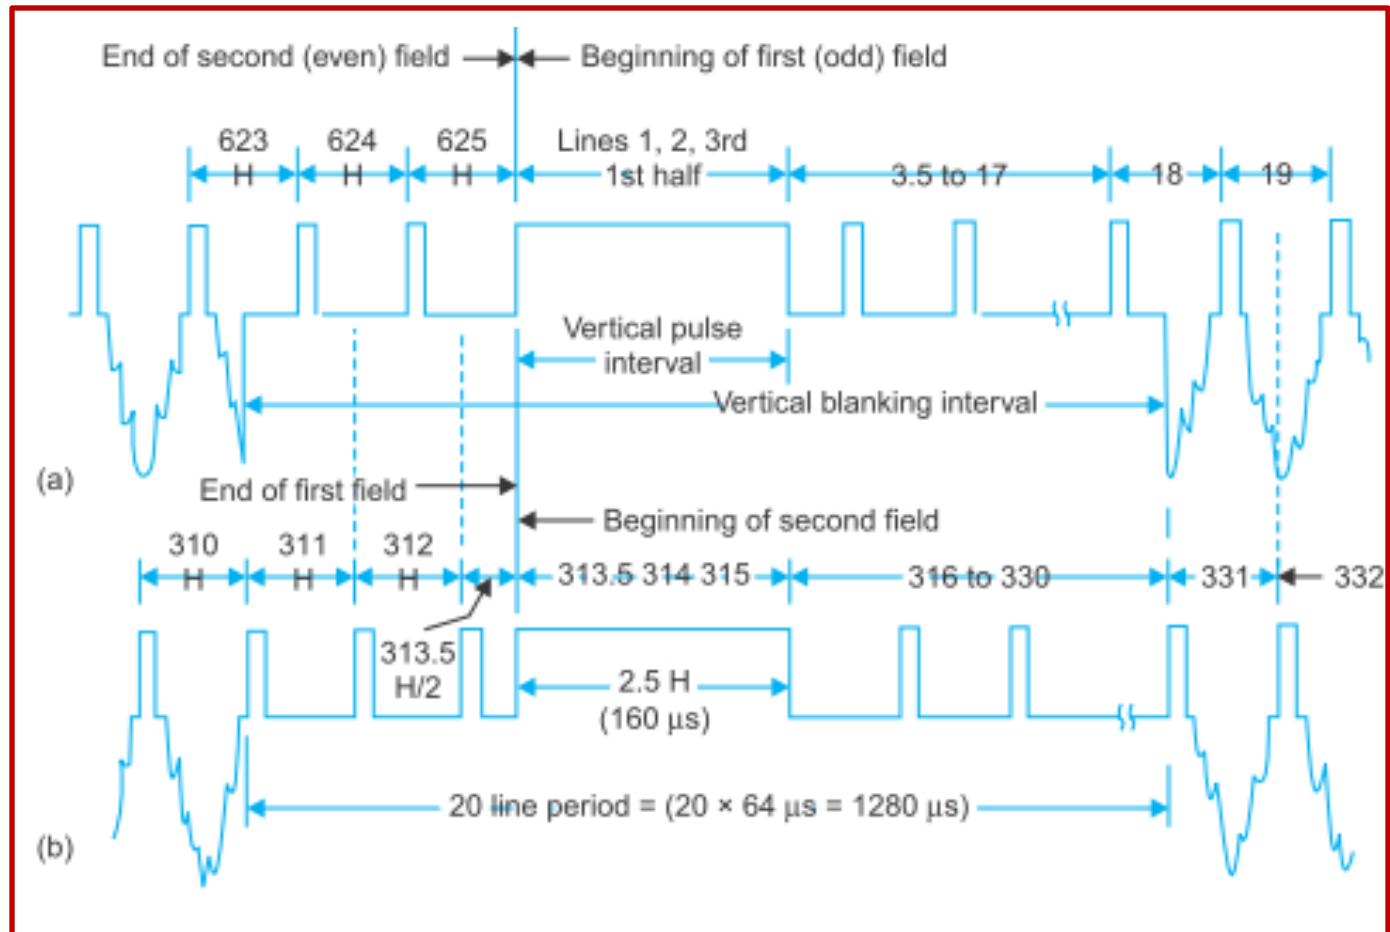 End of second (even) field
Beginning of first (odd) field
623
H
624
H
625
H
Lines 1, 2, 3rd
1st half
3.5 to 17
18
19
Vertical pulse
interval
Vertical blanking interval
(a)
End of first field
Beginning of second field
310
H
311
H
312
H
313.5 314 315
316 to 330
331
332
313.5
H/2
2.5 H
(160 μs)
20 line period = (20 × 64 μs = 1280 μs)
(b)